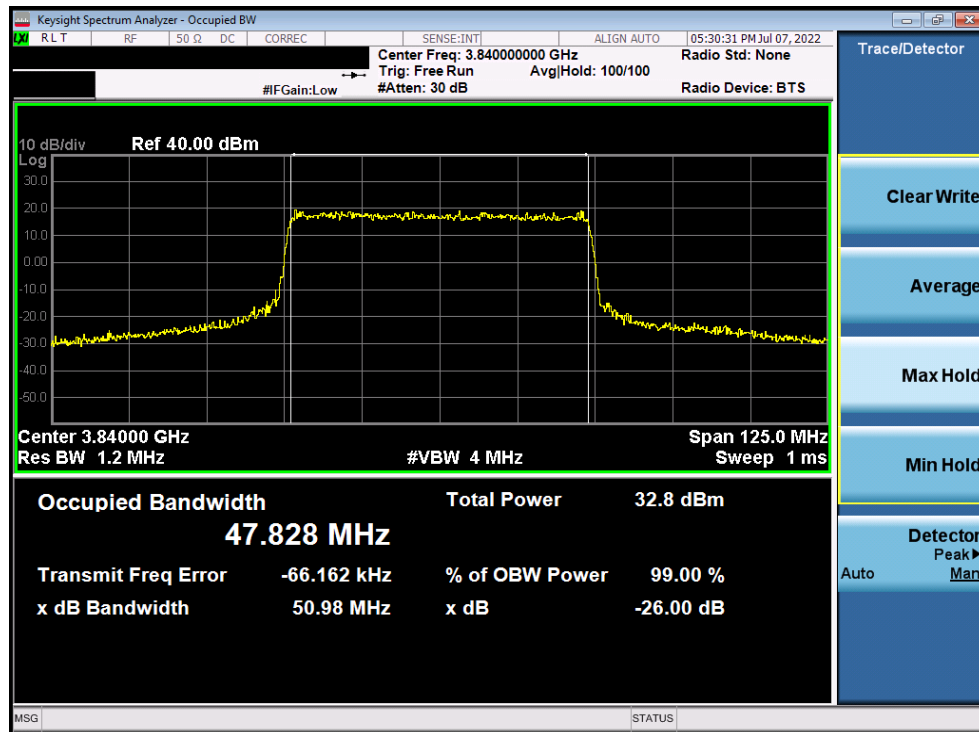 Keysight Spectrum Analyzer - Occupied BW
LXI RLT RF 50 Ω DC CORREC SENSE:INT ALIGN AUTO 05:30:31 PM Jul 07, 2022
Center Freq: 3.840000000 GHz Radio Std: None
Trig: Free Run Avg|Hold: 100/100
#IFGain:Low #Atten: 30 dB Radio Device: BTS
10 dB/div Ref 40.00 dBm
Log
30.0
20.0
10.0
0.00
-10.0
-20.0
-30.0
-40.0
-50.0
Center 3.84000 GHz Span 125.0 MHz
Res BW 1.2 MHz #VBW 4 MHz Sweep 1 ms
Occupied Bandwidth Total Power 32.8 dBm
47.828 MHz
Transmit Freq Error -66.162 kHz % of OBW Power 99.00 %
x dB Bandwidth 50.98 MHz x dB -26.00 dB
MSG STATUS
Trace/Detector
Clear Write
Average
Max Hold
Min Hold
Detector
Peak▶
Auto Man